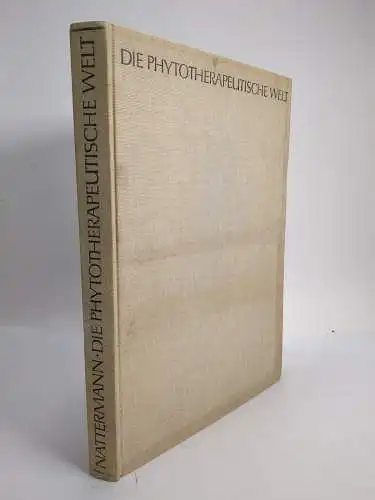 DIE PHYTOTHERAPEUTISCHE WELT
NATTERMANN · DIE PHYTOTHERAPEUTISCHE WELT